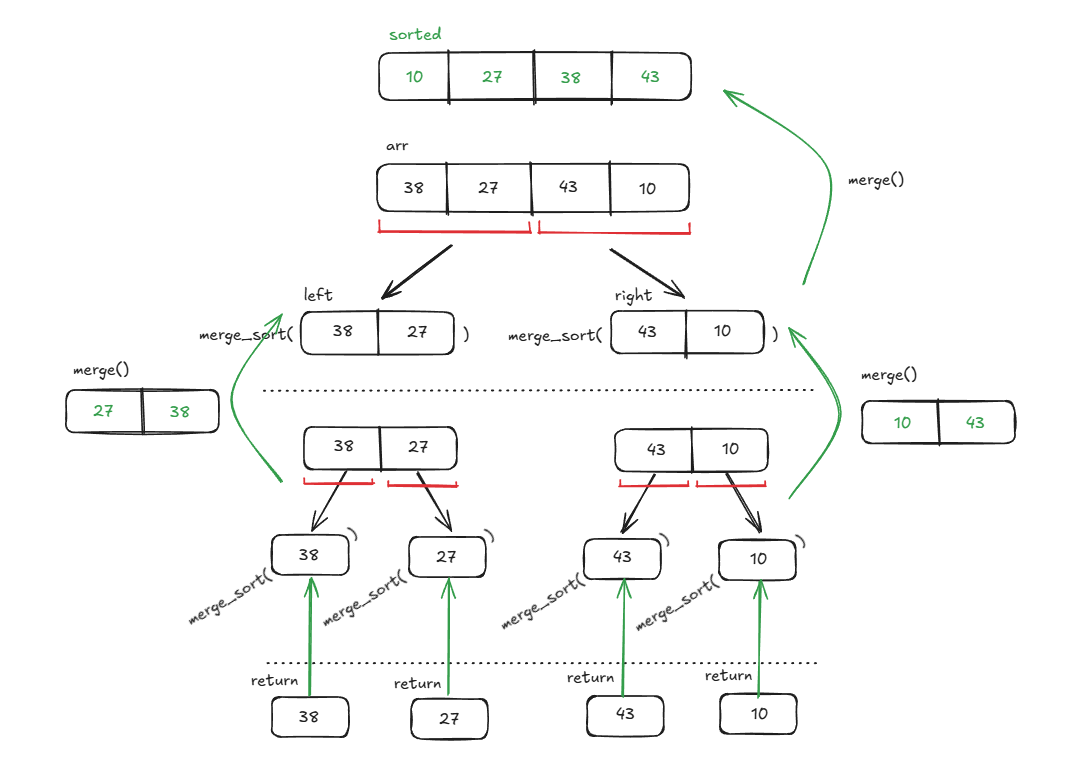 sorted
10 27 38 43
arr
38 27 43 10
merge()
left
right
merge_sort( 38 27 )
merge_sort( 43 10 )
merge()
27 38
merge()
10 43
38 27
43 10
merge_sort( 38 )
merge_sort( 27 )
merge_sort( 43 )
merge_sort( 10 )
return
return
return
return
38
27
43
10